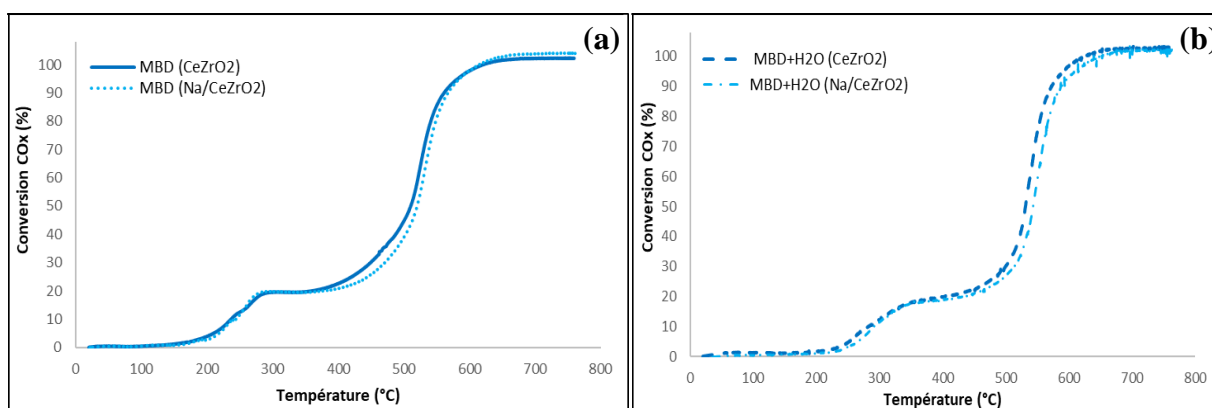 (a)
MBD (CeZrO2)
MBD (Na/CeZrO2)
Conversion COx (%)
100
90
80
70
60
50
40
30
20
10
0
0 100 200 300 400 500 600 700 800
Température (°C)
(b)
MBD+H2O (CeZrO2)
MBD+H2O (Na/CeZrO2)
Conversion COx (%)
100
90
80
70
60
50
40
30
20
10
0
0 100 200 300 400 500 600 700 800
Température (°C)